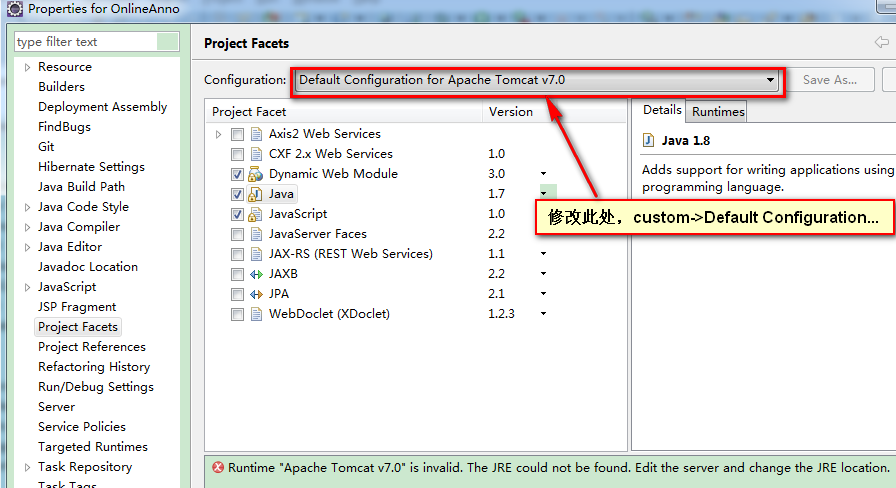 Properties for OnlineAnno
type filter text
Resource
Builders
Deployment Assembly
FindBugs
Git
Hibernate Settings
Java Build Path
Java Code Style
Java Compiler
Java Editor
Javadoc Location
JavaScript
JSP Fragment
Project Facets
Project References
Refactoring History
Run/Debug Settings
Server
Service Policies
Targeted Runtimes
Task Repository
Task Tags
Project Facets
Configuration: Default Configuration for Apache Tomcat v7.0 Save As...
Project Facet Version
Axis2 Web Services
CXF 2.x Web Services 1.0
Dynamic Web Module 3.0
Java 1.7
JavaScript 1.0
JavaServer Faces 2.2
JAX-RS (REST Web Services) 1.1
JAXB 2.2
JPA 2.1
WebDoclet (XDoclet) 1.2.3
Details Runtimes
Java 1.8
Adds support for writing applications using
programming language.
修改此处，custom->Default Configuration...
Runtime "Apache Tomcat v7.0" is invalid. The JRE could not be found. Edit the server and change the JRE location.